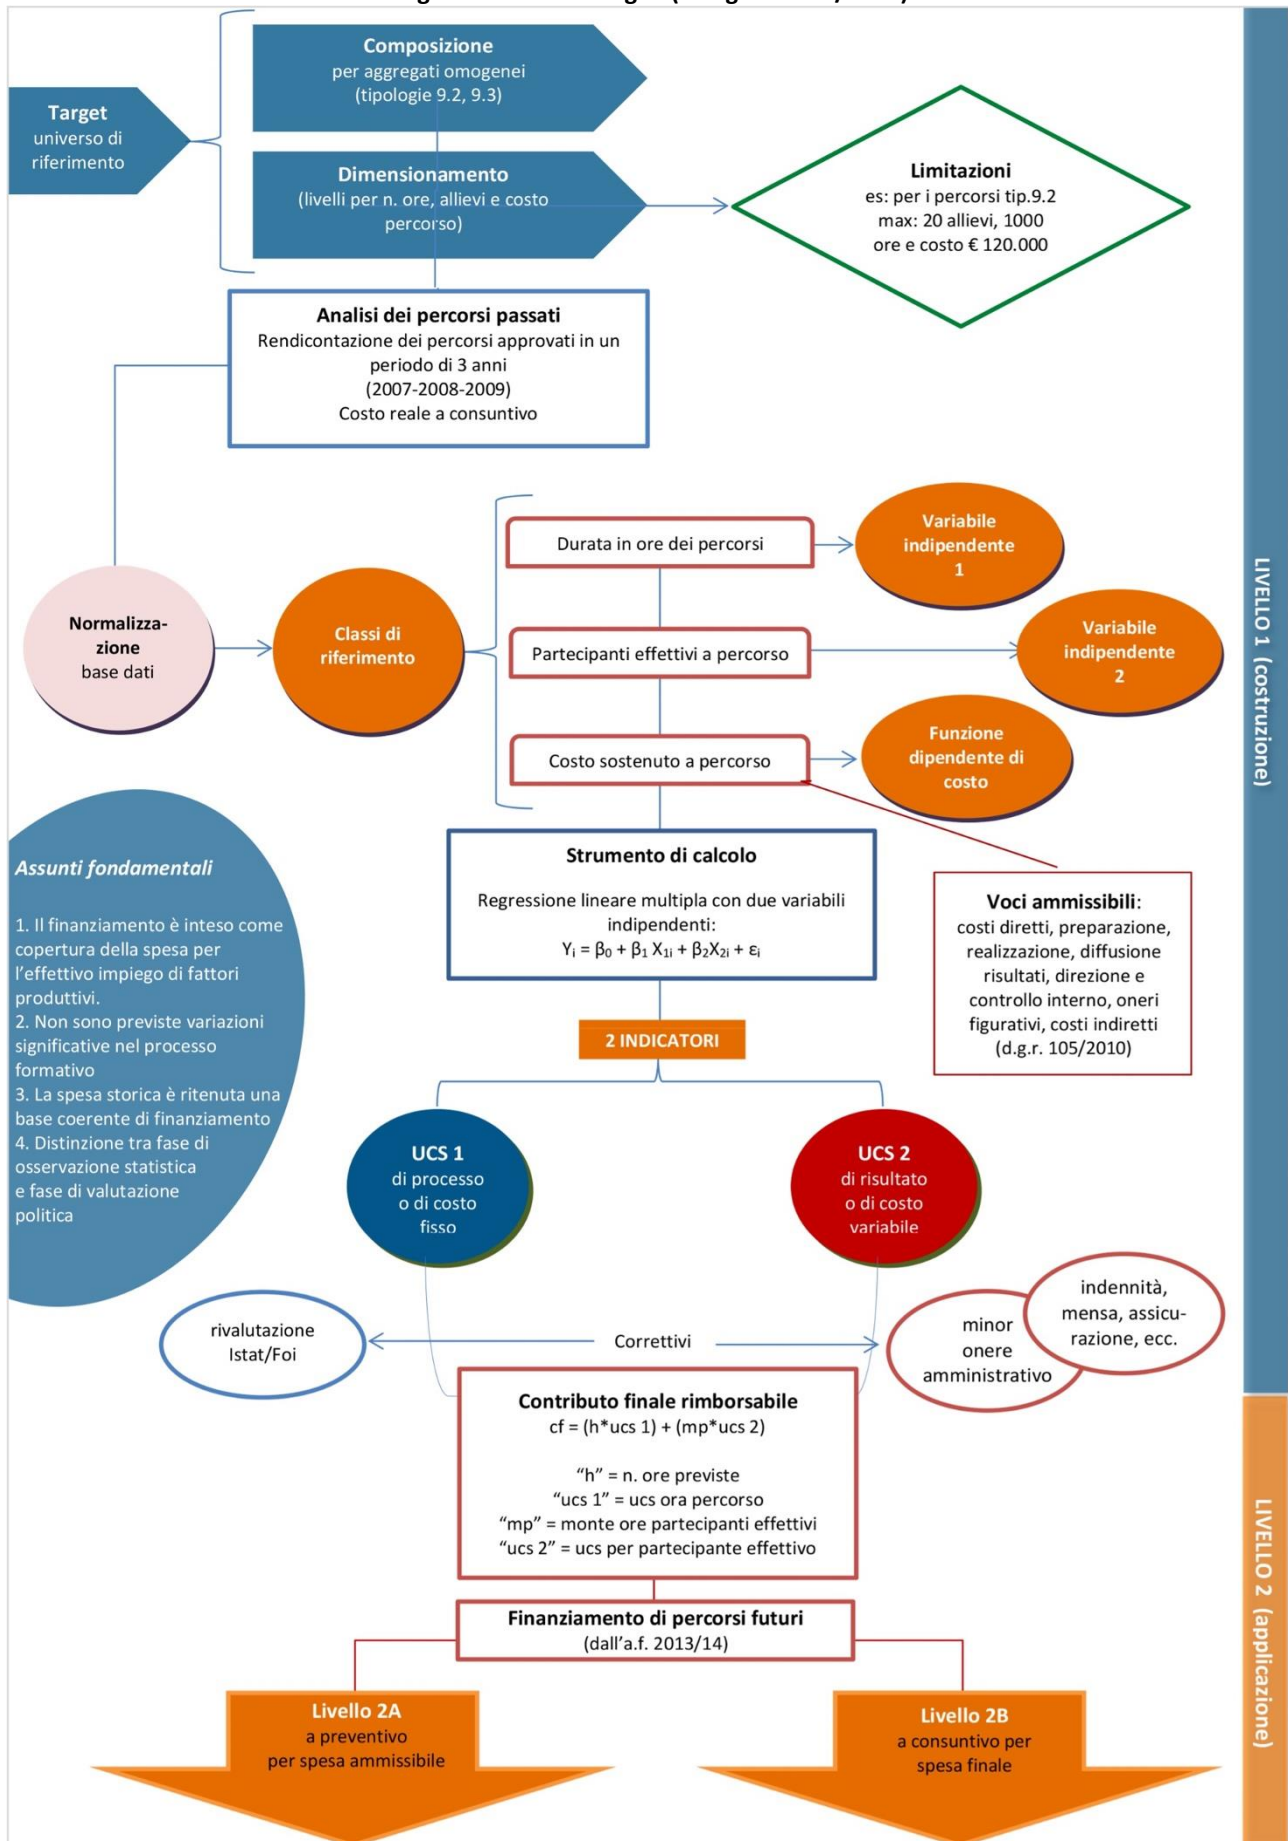 Composizione
per aggregati omogenei
(tipologie 9.2, 9.3)
Target
universo di
riferimento
Dimensionamento
(livelli per n. ore, allievi e costo
percorso)
Limitazioni
es: per i percorsi tip.9.2
max: 20 allievi, 1000
ore e costo € 120.000
Analisi dei percorsi passati
Rendicontazione dei percorsi approvati in un
periodo di 3 anni
(2007-2008-2009)
Costo reale a consuntivo
Normalizza-
zione
base dati
Classi di
riferimento
Durata in ore dei percorsi
Variabile
indipendente
1
Partecipanti effettivi a percorso
Variabile
indipendente
2
Costo sostenuto a percorso
Funzione
dipendente di
costo
LIVELLO 1 (costruzione)
Assunti fondamentali
1. Il finanziamento è inteso come
copertura della spesa per
l’effettivo impiego di fattori
produttivi.
2. Non sono previste variazioni
significative nel processo
formativo
3. La spesa storica è ritenuta una
base coerente di finanziamento
4. Distinzione tra fase di
osservazione statistica
e fase di valutazione
politica
Strumento di calcolo
Regressione lineare multipla con due variabili
indipendenti:
Yᵢ = β₀ + β₁ X₁ᵢ + β₂X₂ᵢ + εᵢ
Voci ammissibili:
costi diretti, preparazione,
realizzazione, diffusione
risultati, direzione e
controllo interno, oneri
figurativi, costi indiretti
(d.g.r. 105/2010)
2 INDICATORI
UCS 1
di processo
o di costo
fisso
UCS 2
di risultato
o di costo
variabile
rivalutazione
Istat/Foi
Correttivi
minor
onere
amministrativo
indennità,
mensa, assicu-
razione, ecc.
Contributo finale rimborsabile
cf = (h*ucs 1) + (mp*ucs 2)
“h” = n. ore previste
“ucs 1” = ucs ora percorso
“mp” = monte ore partecipanti effettivi
“ucs 2” = ucs per partecipante effettivo
LIVELLO 2 (applicazione)
Finanziamento di percorsi futuri
(dall’a.f. 2013/14)
Livello 2A
a preventivo
per spesa ammissibile
Livello 2B
a consuntivo per
spesa finale